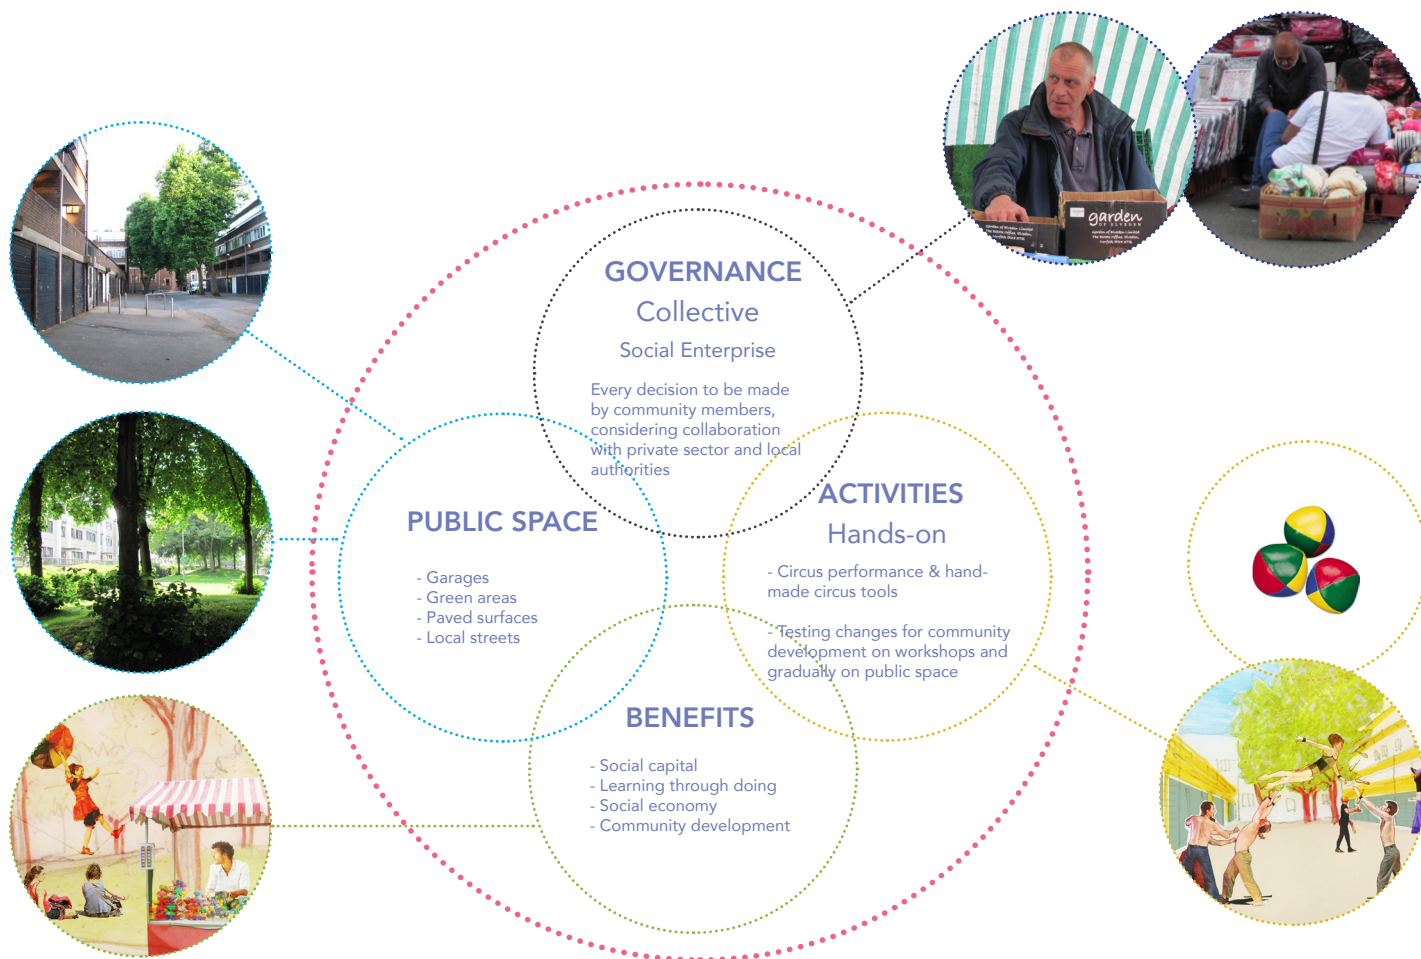 garden
OF ELVEDEN
GOVERNANCE
Collective
Social Enterprise
Every decision to be made
by community members,
considering collaboration
with private sector and local
authorities
PUBLIC SPACE
- Garages
- Green areas
- Paved surfaces
- Local streets
ACTIVITIES
Hands-on
- Circus performance & hand-
made circus tools
- Testing changes for community
development on workshops and
gradually on public space
BENEFITS
- Social capital
- Learning through doing
- Social economy
- Community development